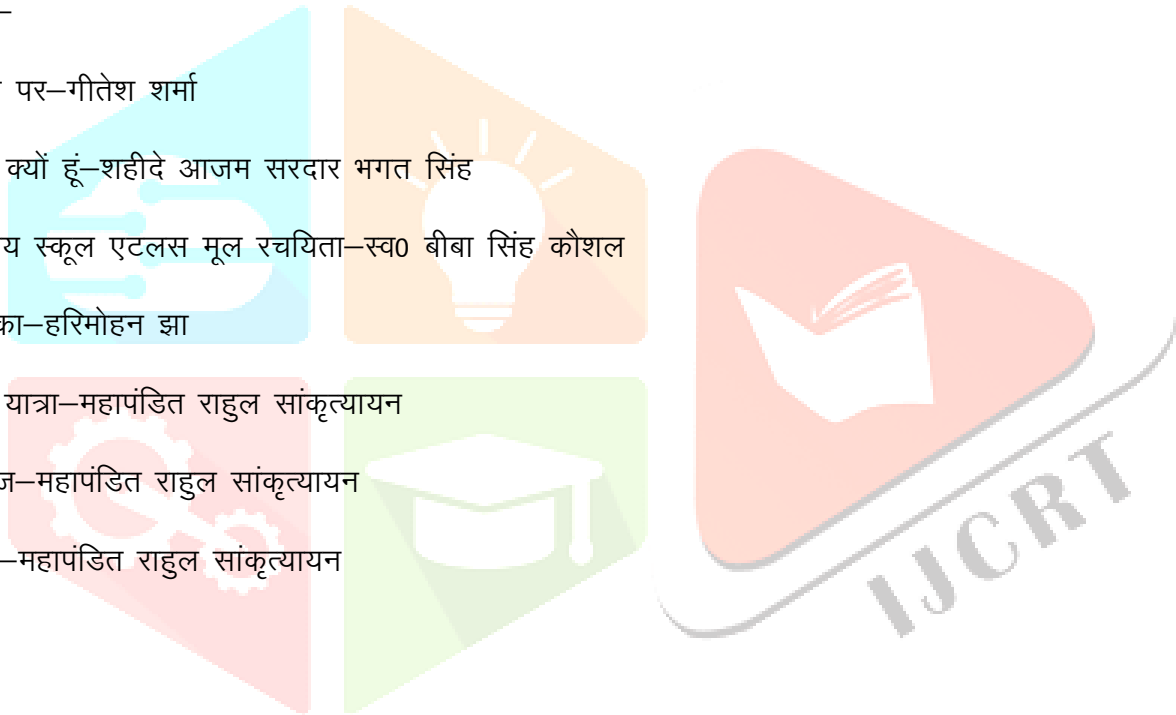 –
पर–गीतेश शर्मा
क्यों हूं–शहीदे आजम सरदार भगत सिंह
य स्कूल एटलस मूल रचयिता–स्व0 बीबा सिंह कौशल
का–हरिमोहन झा
यात्रा–महापंडित राहुल सांकृत्यायन
ज–महापंडित राहुल सांकृत्यायन
–महापंडित राहुल सांकृत्यायन
IJCRT